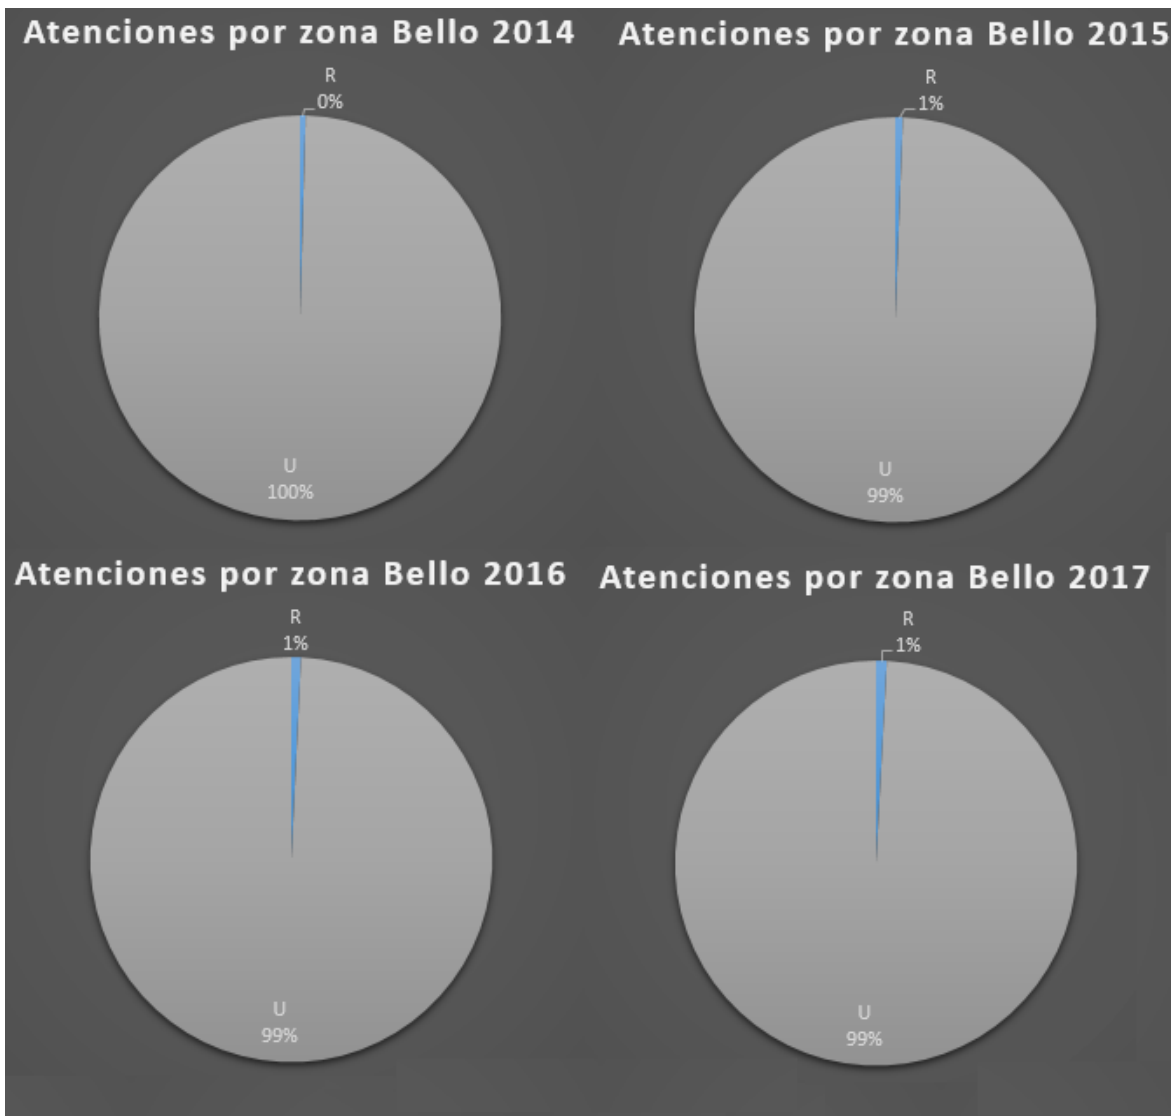 Atenciones por zona Bello 2014
R
0%
U
100%
Atenciones por zona Bello 2015
R
1%
U
99%
Atenciones por zona Bello 2016
R
1%
U
99%
Atenciones por zona Bello 2017
R
1%
U
99%